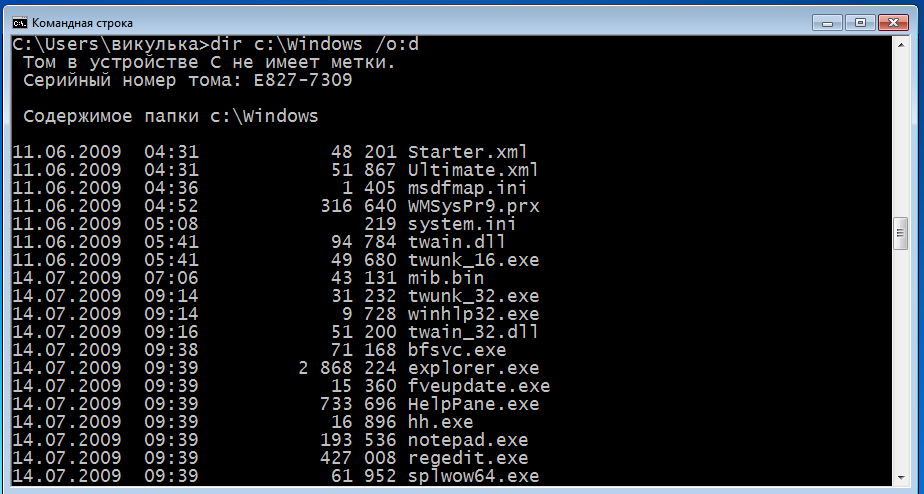 Командная строка
C:\Users\викулька>dir c:\Windows /o:d
Том в устройстве C не имеет метки.
Серийный номер тома: E827-7309
Содержимое папки c:\Windows
11.06.2009 04:31 48 201 Starter.xml
11.06.2009 04:31 51 867 Ultimate.xml
11.06.2009 04:36 1 405 msdfmap.ini
11.06.2009 04:52 316 640 WMSysPr9.prx
11.06.2009 05:08 219 system.ini
11.06.2009 05:41 94 784 twain.dll
11.06.2009 05:41 49 680 twunk_16.exe
14.07.2009 07:06 43 131 mib.bin
14.07.2009 09:14 31 232 twunk_32.exe
14.07.2009 09:14 9 728 winhlp32.exe
14.07.2009 09:16 51 200 twain_32.dll
14.07.2009 09:38 71 168 bfsvc.exe
14.07.2009 09:39 2 868 224 explorer.exe
14.07.2009 09:39 15 360 fveupdate.exe
14.07.2009 09:39 733 696 HelpPane.exe
14.07.2009 09:39 16 896 hh.exe
14.07.2009 09:39 193 536 notepad.exe
14.07.2009 09:39 427 008 regedit.exe
14.07.2009 09:39 61 952 splwow64.exe